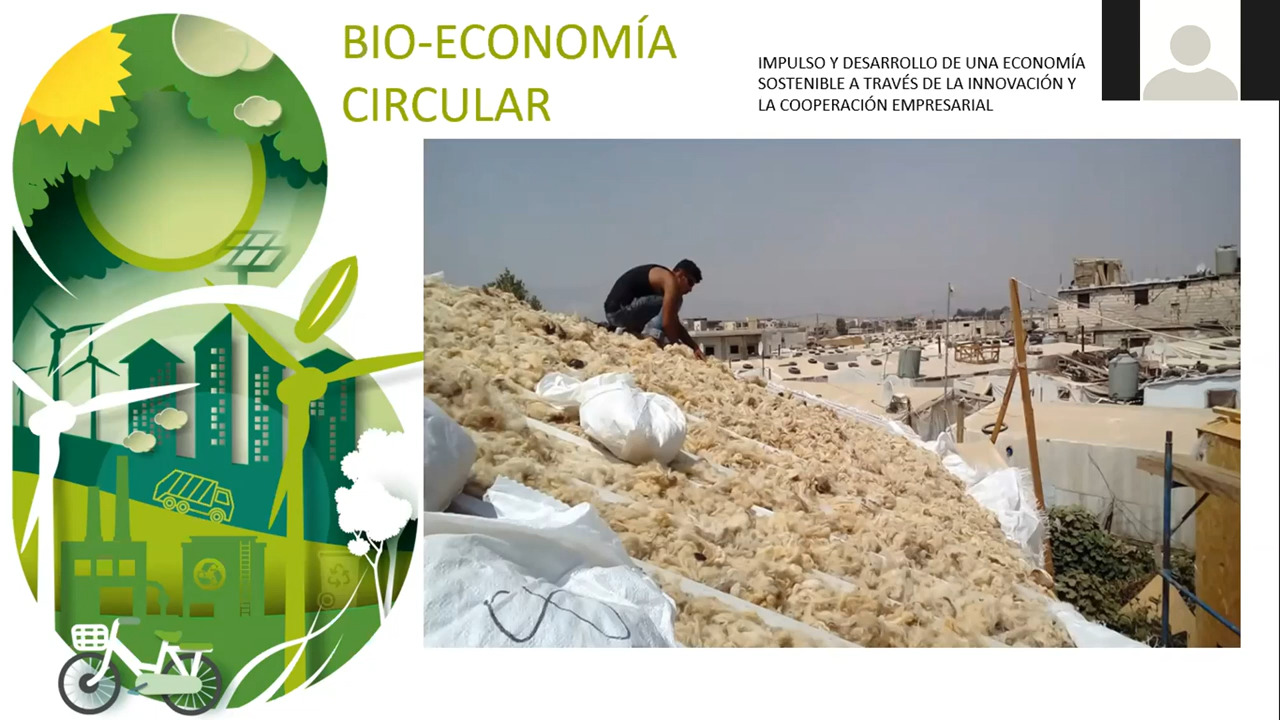 BIO-ECONOMÍA
CIRCULAR
IMPULSO Y DESARROLLO DE UNA ECONOMÍA
SOSTENIBLE A TRAVÉS DE LA INNOVACIÓN Y
LA COOPERACIÓN EMPRESARIAL